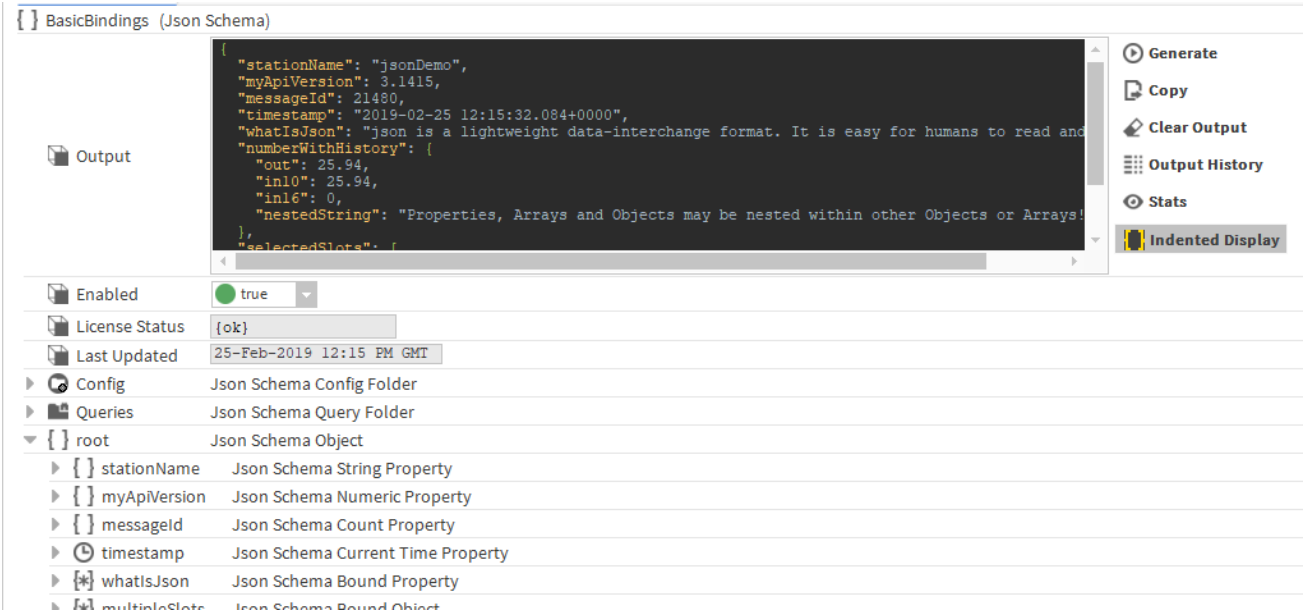 { } BasicBindings (Json Schema)
Output
{
"stationName": "jsonDemo",
"myApiVersion": 3.1415,
"messageId": 21480,
"timestamp": "2019-02-25 12:15:32.084+0000",
"whatIsJson": "json is a lightweight data-interchange format. It is easy for humans to read and
"numberWithHistory": {
"out": 25.94,
"in10": 25.94,
"in16": 0,
"nestedString": "Properties, Arrays and Objects may be nested within other Objects or Arrays!
},
"selectedSlots": [
Generate
Copy
Clear Output
Output History
Stats
Indented Display
Enabled true
License Status {ok}
Last Updated 25-Feb-2019 12:15 PM GMT
Config Json Schema Config Folder
Queries Json Schema Query Folder
{ } root Json Schema Object
{ } stationName Json Schema String Property
{ } myApiVersion Json Schema Numeric Property
{ } messageId Json Schema Count Property
timestamp Json Schema Current Time Property
{*} whatIsJson Json Schema Bound Property
{*} multipleSlots Json Schema Bound Object